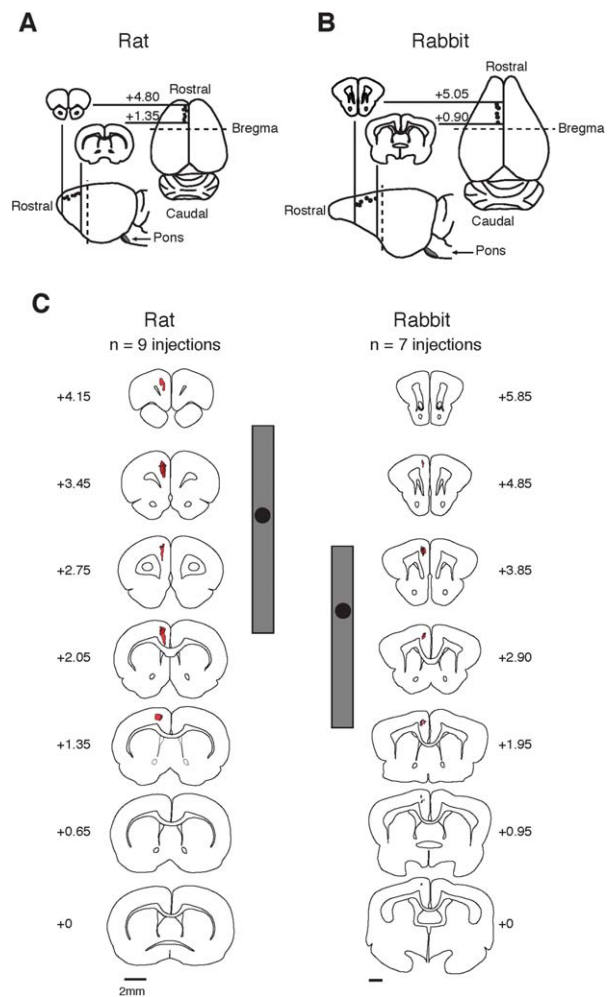 A
Rat
Rostral
+4.80
+1.35
Bregma
Rostral
Caudal
Pons
B
Rabbit
Rostral
+5.05
+0.90
Bregma
Rostral
Caudal
Pons
C
Rat
n = 9 injections
Rabbit
n = 7 injections
+4.15
+5.85
+3.45
+4.85
+2.75
+3.85
+2.05
+2.90
+1.35
+1.95
+0.65
+0.95
+0
+0
2mm